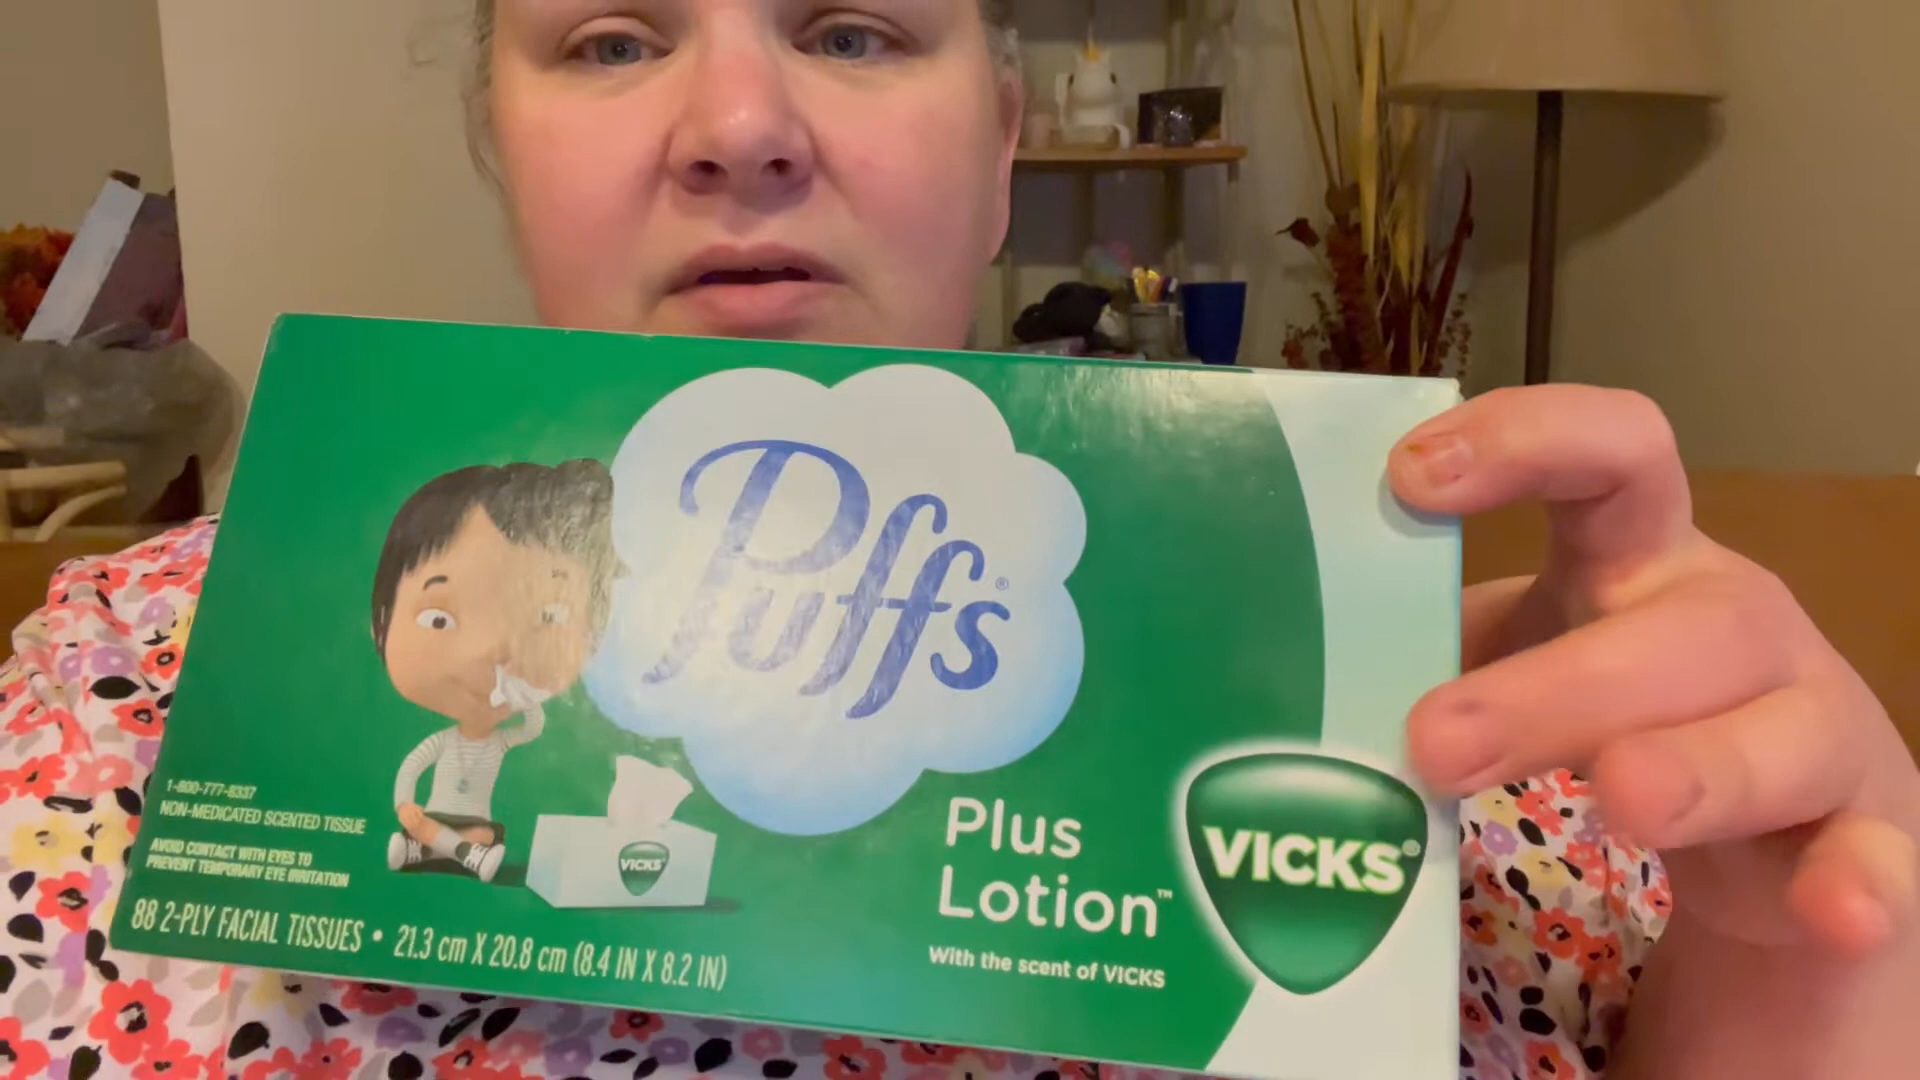 Puffs®
1-800-777-8337
NON-MEDICATED SCENTED TISSUE
AVOID CONTACT WITH EYES TO
PREVENT TEMPORARY EYE IRRITATION
88 2-PLY FACIAL TISSUES • 21.3 cm X 20.8 cm (8.4 IN X 8.2 IN)
VICKS
Plus
Lotion™
With the scent of VICKS
VICKS®